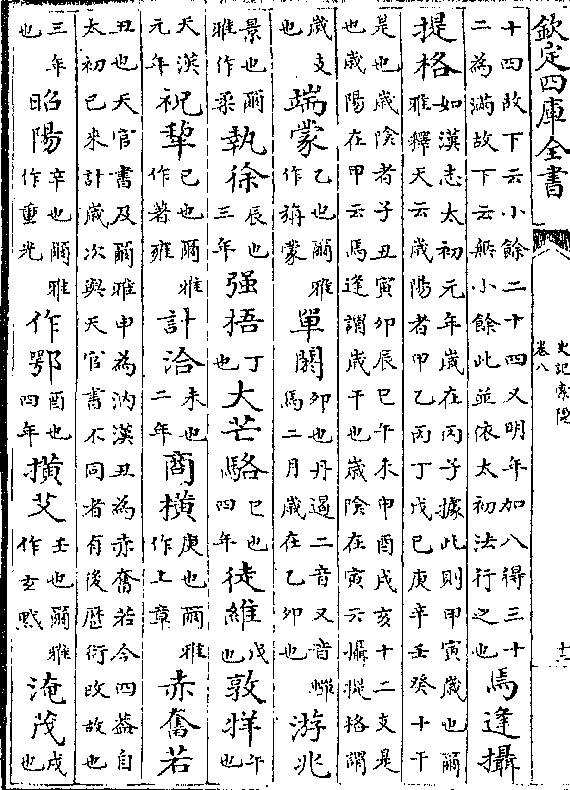 欽定四庫全書
史記索隱
卷八
十三
十四故下云小餘二十四又明年加八得三十二為滿故下云無小餘此並依太初法行之也馬逢攝
提格如漢志太初元年歲在丙子據此則甲寅歲也爾雅釋天云歲陽者甲乙丙丁戊己庚辛壬癸十干
是也歲陰者子丑寅卯辰巳午未申酉戌亥十二支是也歲陽在甲云馬逢謂歲干也歲陰在寅云攝提格謂
歲支也端蒙乙也爾雅作旃蒙單閼卯也丹遏二音又音蟬馬二月歲在乙卯也游兆
景也爾雅作柔執徐辰也三年强梧丁也大芒駱巳也四年徒維戊也敦牂午也
天漢元年祝犂己也爾雅作著雍計洽未也二年商橫庚也爾雅作上章赤奮若
丑也天官書及爾雅申為汭漢丑為赤奮若今四益自太初已來計歲次與天官書不同者有後歷術改故也
三年也昭陽辛也爾雅作重光作鄂酉也四年橫艾壬也爾雅作玄黓淹茂戌也